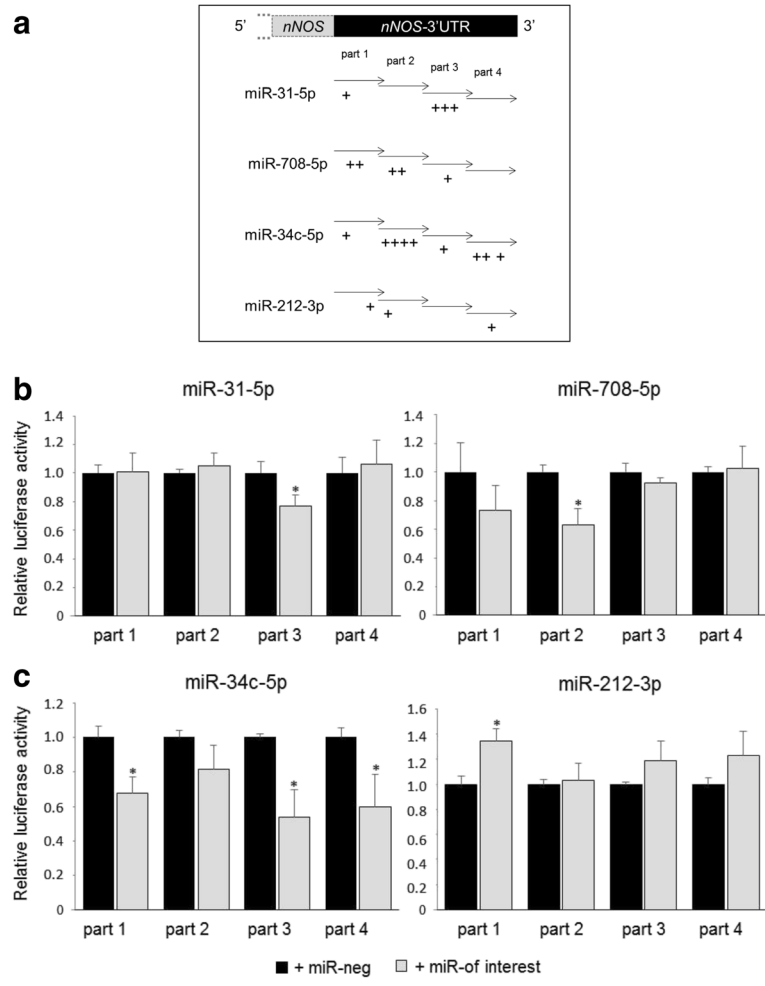 a
5’ nNOS nNOS-3’UTR 3’
part 1 part 2 part 3 part 4
miR-31-5p
+ +++
miR-708-5p
++ ++ +
miR-34c-5p
+ ++++ + ++ +
miR-212-3p
+ + +
b
miR-31-5p
Relative luciferase activity
1.4
1.2
1.0
0.8
0.6
0.4
0.2
0
*
part 1 part 2 part 3 part 4
miR-708-5p
1.4
1.2
1.0
0.8
0.6
0.4
0.2
0
*
part 1 part 2 part 3 part 4
c
miR-34c-5p
Relative luciferase activity
1.2
1.0
0.8
0.6
0.4
0.2
0
* * *
part 1 part 2 part 3 part 4
miR-212-3p
1.6
1.4
1.2
1.0
0.8
0.6
0.4
0.2
0
*
part 1 part 2 part 3 part 4
+ miR-neg + miR-of interest